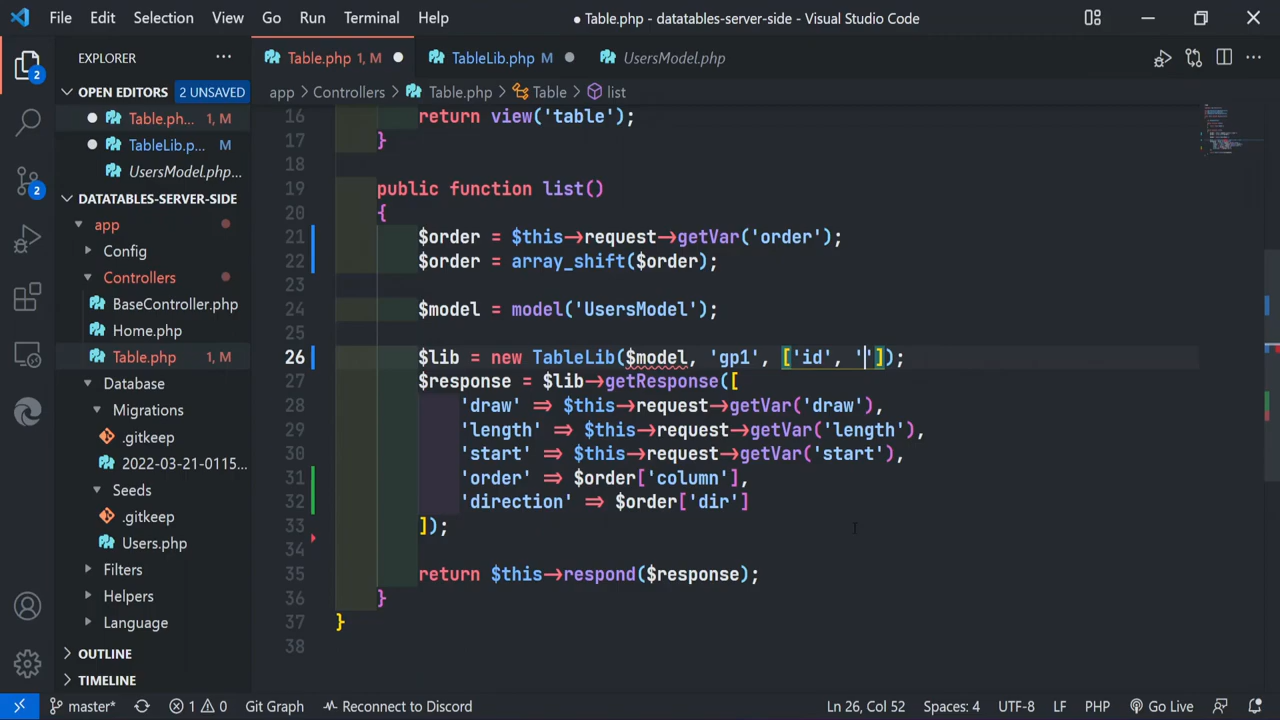 File Edit Selection View Go Run Terminal Help
● Table.php - datatables-server-side - Visual Studio Code
2
2
EXPLORER ...
OPEN EDITORS 2 UNSAVED
Table.ph... 1, M
TableLib.p... M
UsersModel.php...
DATATABLES-SERVER-SIDE
app
Config
Controllers
BaseController.php
Home.php
Table.php 1, M
Database
Migrations
.gitkeep
2022-03-21-0115...
Seeds
.gitkeep
Users.php
Filters
Helpers
Language
OUTLINE
TIMELINE
Table.php 1, M
TableLib.php M
UsersModel.php
app > Controllers > Table.php > Table > list
16 return view('table');
17 }
18
19 public function list()
20 {
21 $order = $this->request->getVar('order');
22 $order = array_shift($order);
23
24 $model = model('UsersModel');
25
26 $lib = new TableLib($model, 'gp1', ['id', '']);
27 $response = $lib->getResponse([
28 'draw' => $this->request->getVar('draw'),
29 'length' => $this->request->getVar('length'),
30 'start' => $this->request->getVar('start'),
31 'order' => $order['column'],
32 'direction' => $order['dir']
33 ]);
34
35 return $this->respond($response);
36 }
37 }
38
master* 1 0 Git Graph Reconnect to Discord Ln 26, Col 52 Spaces: 4 UTF-8 LF PHP Go Live